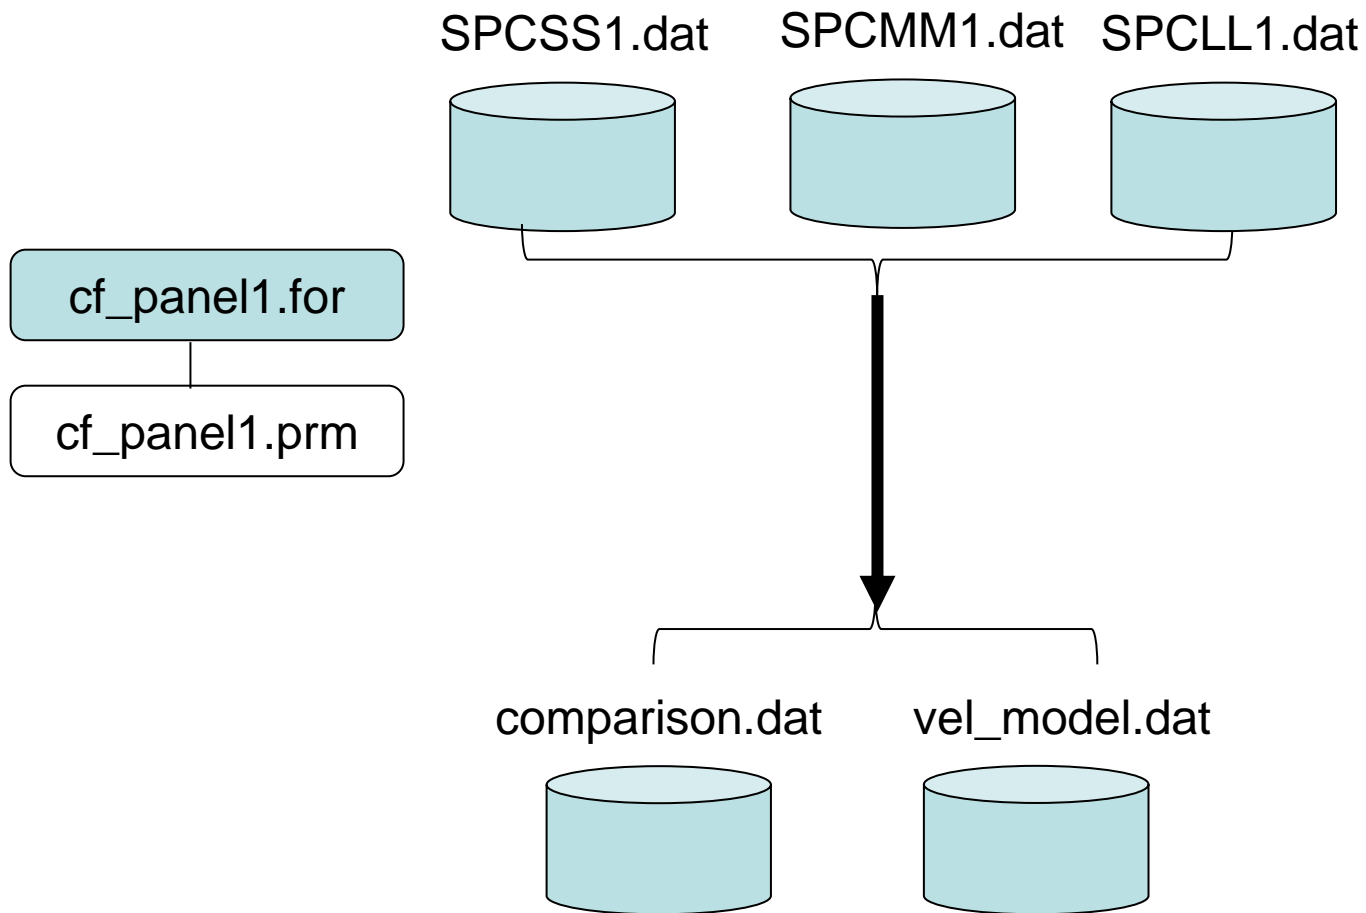 SPCSS1.dat SPCMM1.dat SPCLL1.dat
cf_panel1.for
cf_panel1.prm
comparison.dat vel_model.dat